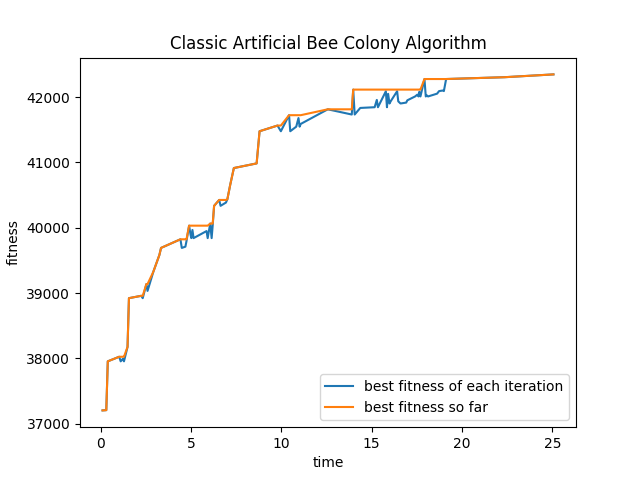 Classic Artificial Bee Colony Algorithm
42000
41000
40000
39000
38000
37000
fitness
0 5 10 15 20 25
time
best fitness of each iteration
best fitness so far